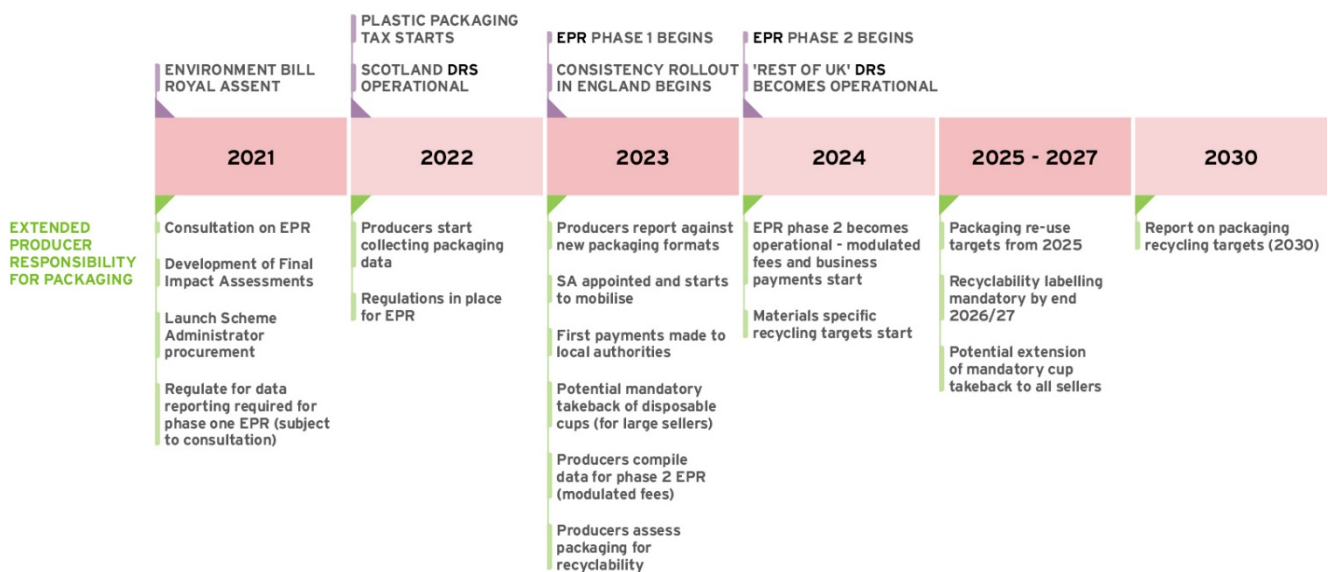 PLASTIC PACKAGING
TAX STARTS
EPR PHASE 1 BEGINS
EPR PHASE 2 BEGINS
ENVIRONMENT BILL
ROYAL ASSENT
SCOTLAND DRS
OPERATIONAL
CONSISTENCY ROLLOUT
IN ENGLAND BEGINS
'REST OF UK' DRS
BECOMES OPERATIONAL
2021
2022
2023
2024
2025 - 2027
2030
EXTENDED
PRODUCER
RESPONSIBILITY
FOR PACKAGING
Consultation on EPR
Development of Final
Impact Assessments
Launch Scheme
Administrator
procurement
Regulate for data
reporting required for
phase one EPR (subject
to consultation)
Producers start
collecting packaging
data
Regulations in place
for EPR
Producers report against
new packaging formats
SA appointed and starts
to mobilise
First payments made to
local authorities
Potential mandatory
takeback of disposable
cups (for large sellers)
Producers compile
data for phase 2 EPR
(modulated fees)
Producers assess
packaging for
recyclability
EPR phase 2 becomes
operational - modulated
fees and business
payments start
Materials specific
recycling targets start
Packaging re-use
targets from 2025
Recyclability labelling
mandatory by end
2026/27
Potential extension
of mandatory cup
takeback to all sellers
Report on packaging
recycling targets (2030)